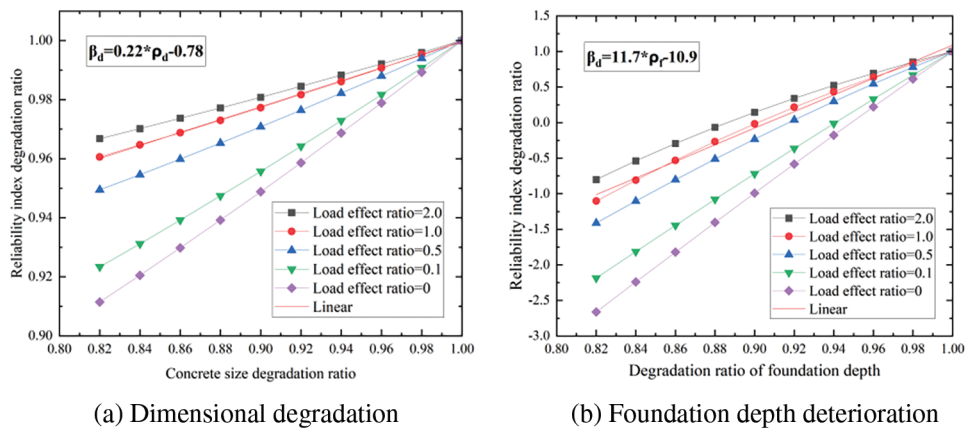 β_d=0.22*ρ_d-0.78
Reliability index degradation ratio
1.00
0.98
0.96
0.94
0.92
0.90
Load effect ratio=2.0
Load effect ratio=1.0
Load effect ratio=0.5
Load effect ratio=0.1
Load effect ratio=0
Linear
0.80 0.82 0.84 0.86 0.88 0.90 0.92 0.94 0.96 0.98 1.00
Concrete size degradation ratio
(a) Dimensional degradation
β_d=11.7*ρ_f-10.9
Reliability index degradation ratio
1.5
1.0
0.5
0.0
-0.5
-1.0
-1.5
-2.0
-2.5
-3.0
Load effect ratio=2.0
Load effect ratio=1.0
Load effect ratio=0.5
Load effect ratio=0.1
Load effect ratio=0
Linear
0.80 0.82 0.84 0.86 0.88 0.90 0.92 0.94 0.96 0.98 1.00
Degradation ratio of foundation depth
(b) Foundation depth deterioration